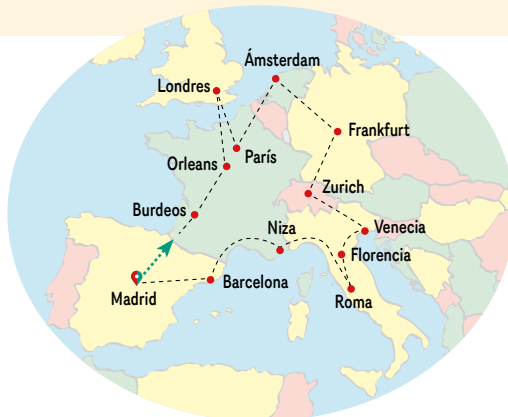 Ámsterdam
Londres
Frankfurt
París
Orleans
Zurich
Burdeos
Niza
Venecia
Florencia
Barcelona
Madrid
Roma